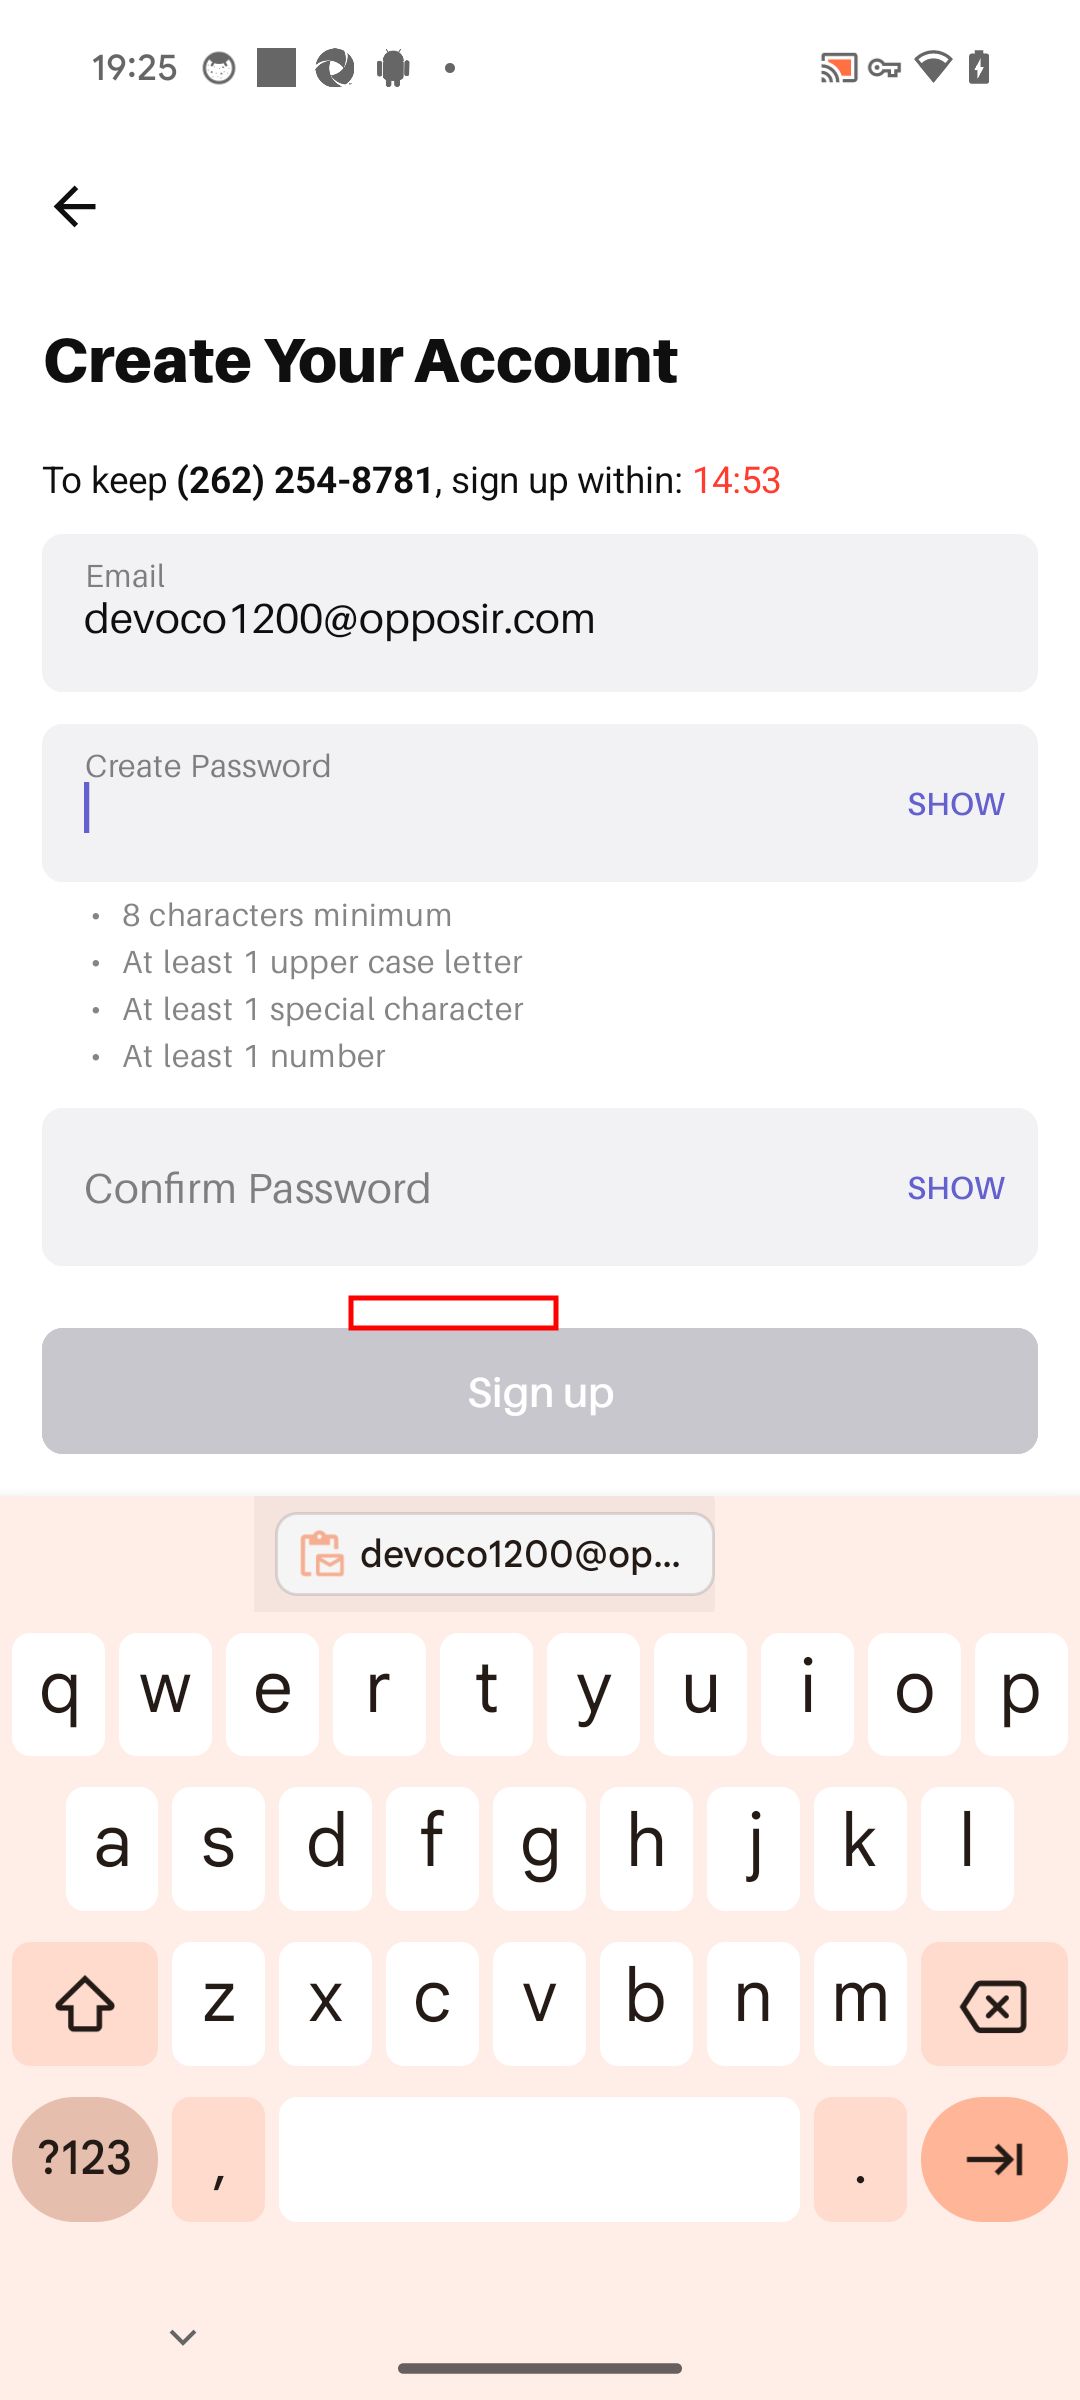 19:25
Create Your Account
To keep (262) 254-8781, sign up within: 14:53
Email
devoco1200@opposir.com
Create Password
SHOW
• 8 characters minimum
• At least 1 upper case letter
• At least 1 special character
• At least 1 number
Confirm Password
SHOW
Sign up
devoco1200@op...
q w e r t y u i o p
a s d f g h j k l
z x c v b n m
?123 , .